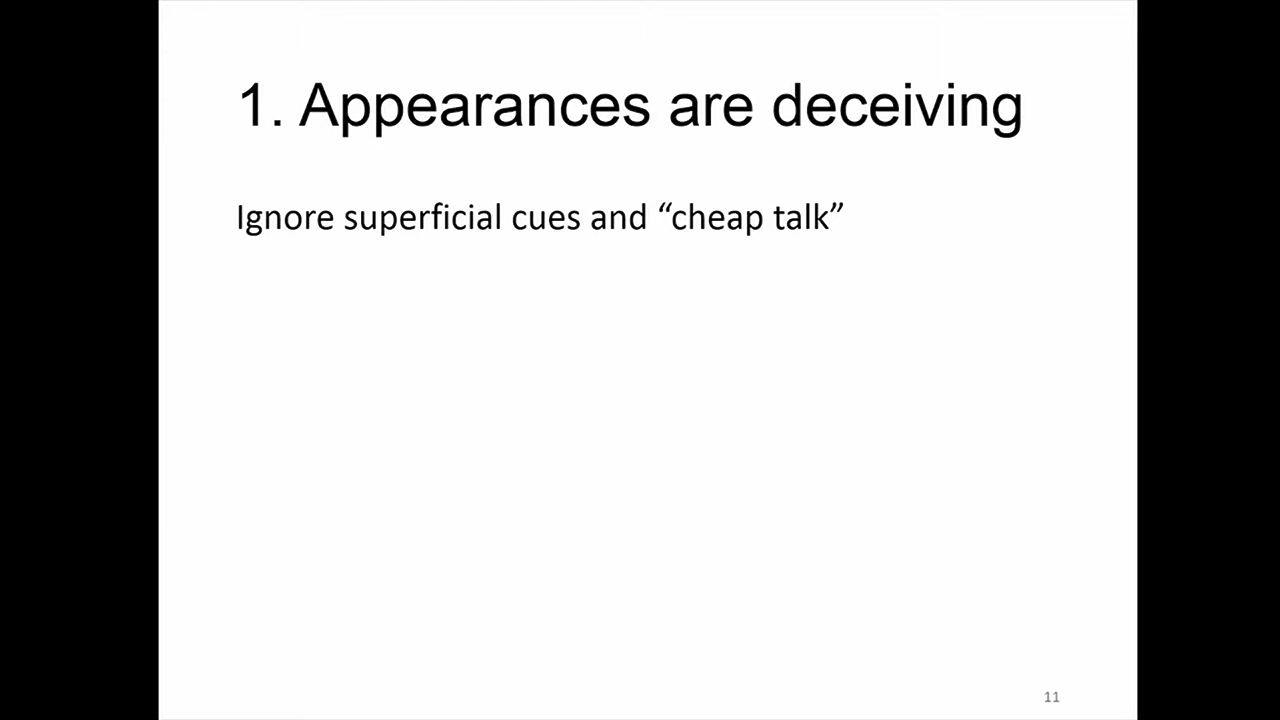 1. Appearances are deceiving
Ignore superficial cues and “cheap talk”
11